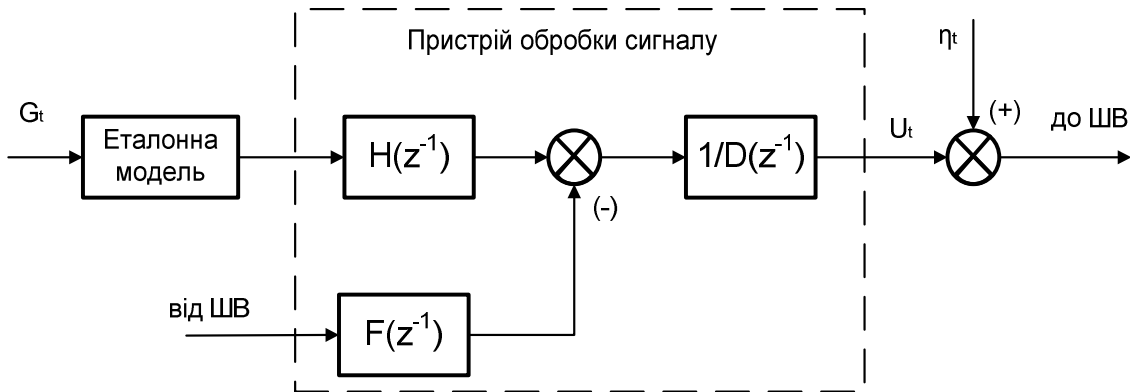 Пристрій обробки сигналу
ηt
Gt
Еталонна
модель
H(z⁻¹)
(-)
1/D(z⁻¹)
Ut
(+)
до ШВ
від ШВ
F(z⁻¹)